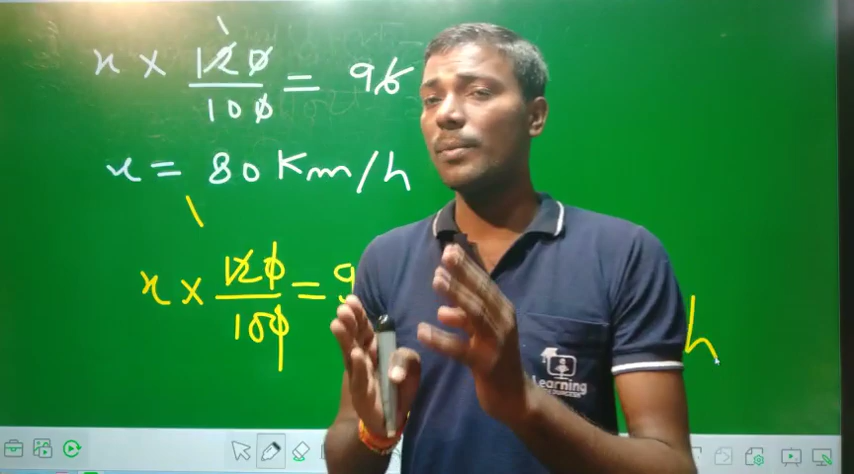 x × 120/100 = 96
x = 80 Km/h
x × 120/100 = 9
h
Learning